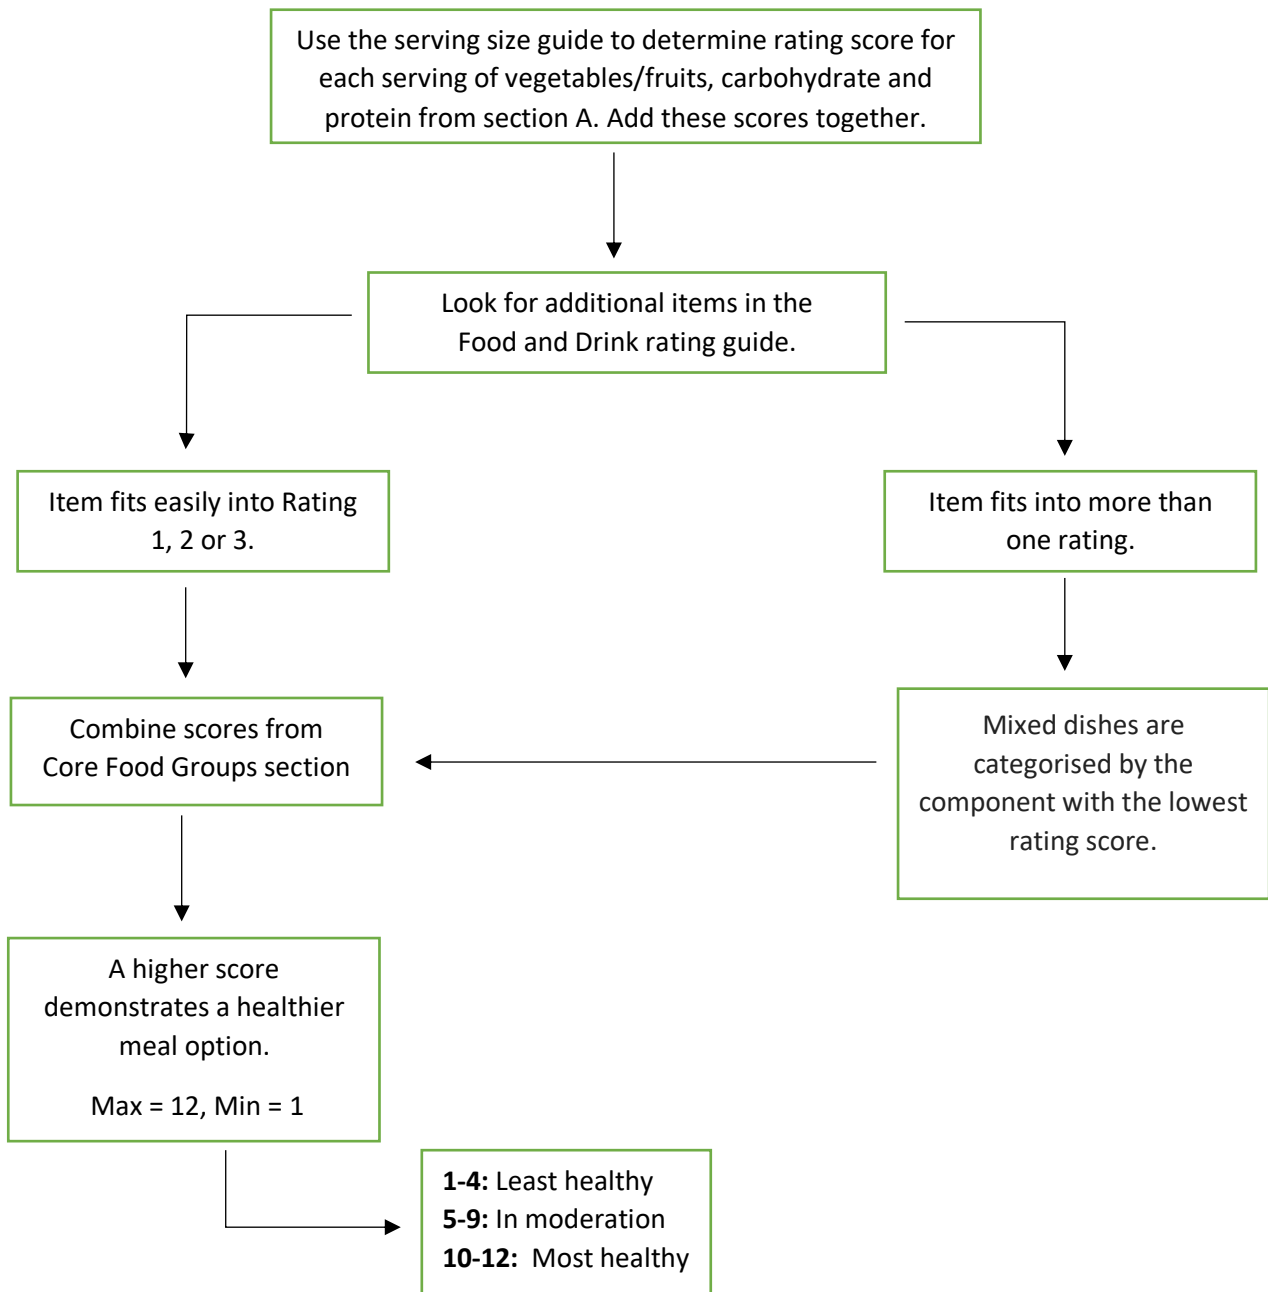 Use the serving size guide to determine rating score for
each serving of vegetables/fruits, carbohydrate and
protein from section A. Add these scores together.
Look for additional items in the
Food and Drink rating guide.
Item fits easily into Rating
1, 2 or 3.
Item fits into more than
one rating.
Combine scores from
Core Food Groups section
Mixed dishes are
categorised by the
component with the lowest
rating score.
A higher score
demonstrates a healthier
meal option.
Max = 12, Min = 1
1-4: Least healthy
5-9: In moderation
10-12: Most healthy